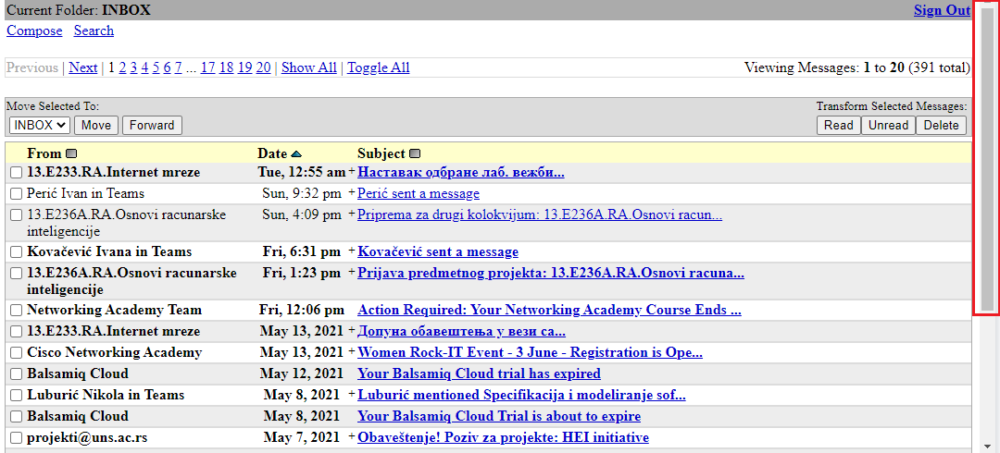 Current Folder: INBOX Sign Out
Compose Search
Previous | Next | 1 2 3 4 5 6 7 ... 17 18 19 20 | Show All | Toggle All Viewing Messages: 1 to 20 (391 total)
Move Selected To: Transform Selected Messages:
INBOX Move Forward Read Unread Delete
From Date Subject
13.E233.RA.Internet mreze Tue, 12:55 am + Наставак одбране лаб. вежби...
Perić Ivan in Teams Sun, 9:32 pm + Perić sent a message
13.E236A.RA.Osnovi racunarske Sun, 4:09 pm + Priprema za drugi kolokvijum: 13.E236A.RA.Osnovi racun...
inteligencije
Kovačević Ivana in Teams Fri, 6:31 pm + Kovačević sent a message
13.E236A.RA.Osnovi racunarske Fri, 1:23 pm + Prijava predmetnog projekta: 13.E236A.RA.Osnovi racuna...
inteligencije
Networking Academy Team Fri, 12:06 pm Action Required: Your Networking Academy Course Ends ...
13.E233.RA.Internet mreze May 13, 2021 + Допуна обавештења у вези са...
Cisco Networking Academy May 13, 2021 + Women Rock-IT Event - 3 June - Registration is Ope...
Balsamiq Cloud May 12, 2021 Your Balsamiq Cloud trial has expired
Luburić Nikola in Teams May 8, 2021 + Luburić mentioned Specifikacija i modeliranje sof...
Balsamiq Cloud May 8, 2021 Your Balsamiq Cloud Trial is about to expire
projekti@uns.ac.rs May 7, 2021 + Obaveštenje! Poziv za projekte: HEI initiative